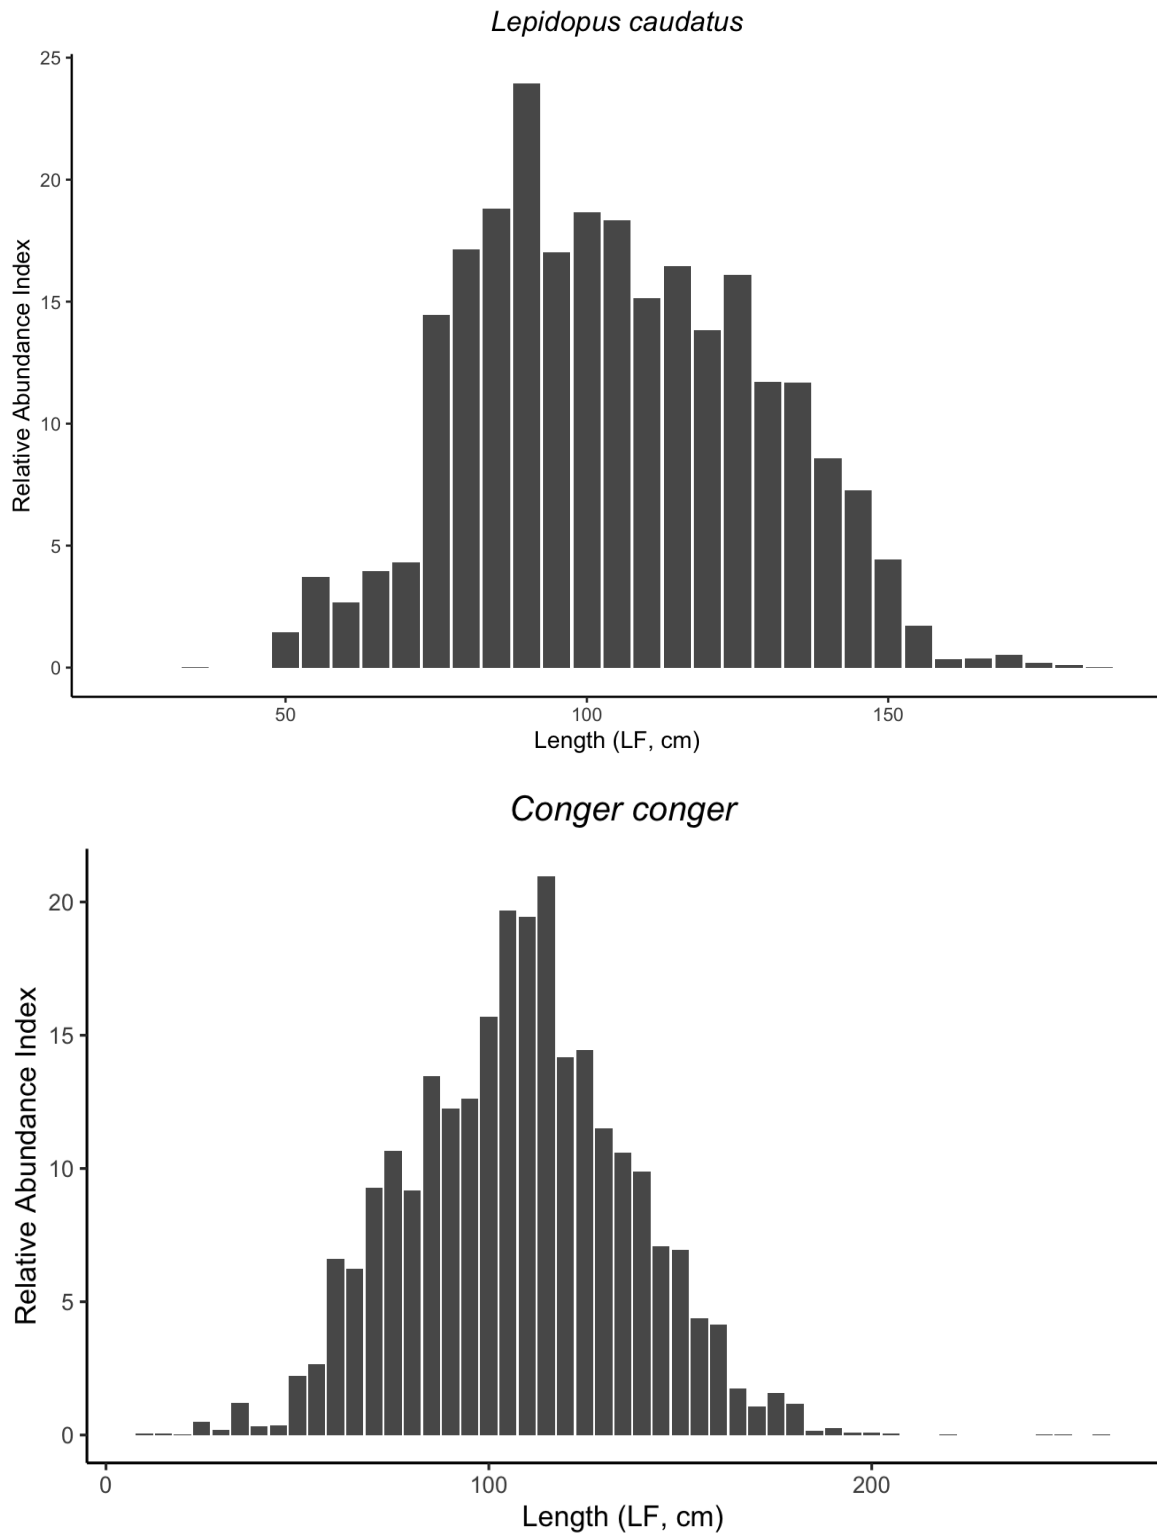 Lepidopus caudatus
25
20
15
10
5
0
Relative Abundance Index
50 100 150
Length (LF, cm)
Conger conger
20
15
10
5
0
Relative Abundance Index
0 100 200
Length (LF, cm)